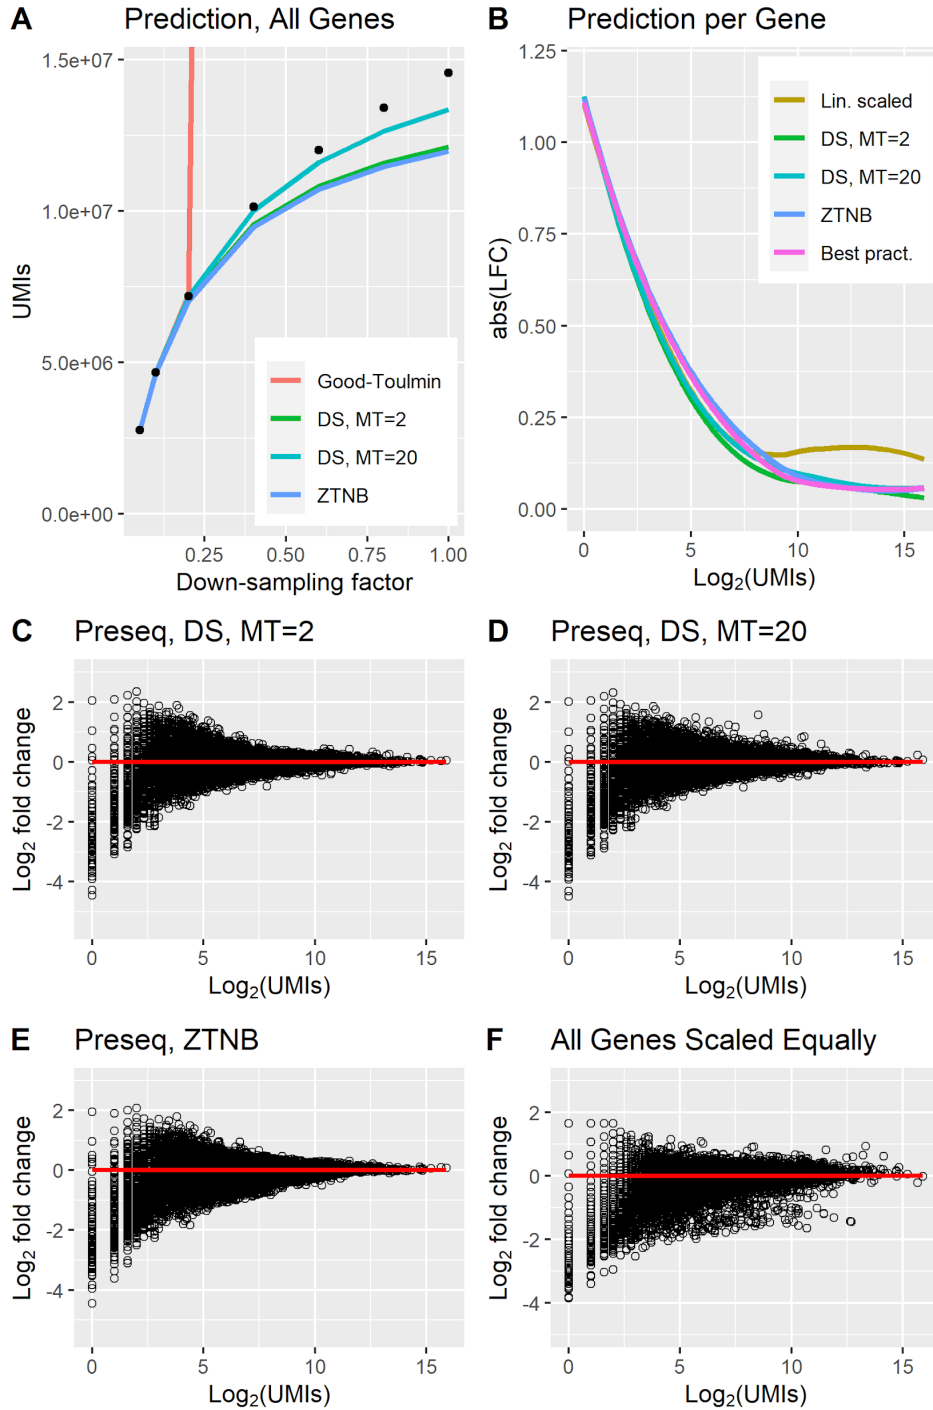 A Prediction, All Genes
1.5e+07
1.0e+07
5.0e+06
0.0e+00
UMIs
Good-Toulmin
DS, MT=2
DS, MT=20
ZTNB
0.25 0.50 0.75 1.00
Down-sampling factor
B Prediction per Gene
1.25
1.00
0.75
0.50
0.25
0.00
abs(LFC)
Lin. scaled
DS, MT=2
DS, MT=20
ZTNB
Best pract.
0 5 10 15
Log2(UMIs)
C Preseq, DS, MT=2
2
0
-2
-4
Log2 fold change
0 5 10 15
Log2(UMIs)
D Preseq, DS, MT=20
2
0
-2
-4
Log2 fold change
0 5 10 15
Log2(UMIs)
E Preseq, ZTNB
2
0
-2
-4
Log2 fold change
0 5 10 15
Log2(UMIs)
F All Genes Scaled Equally
2
0
-2
-4
Log2 fold change
0 5 10 15
Log2(UMIs)